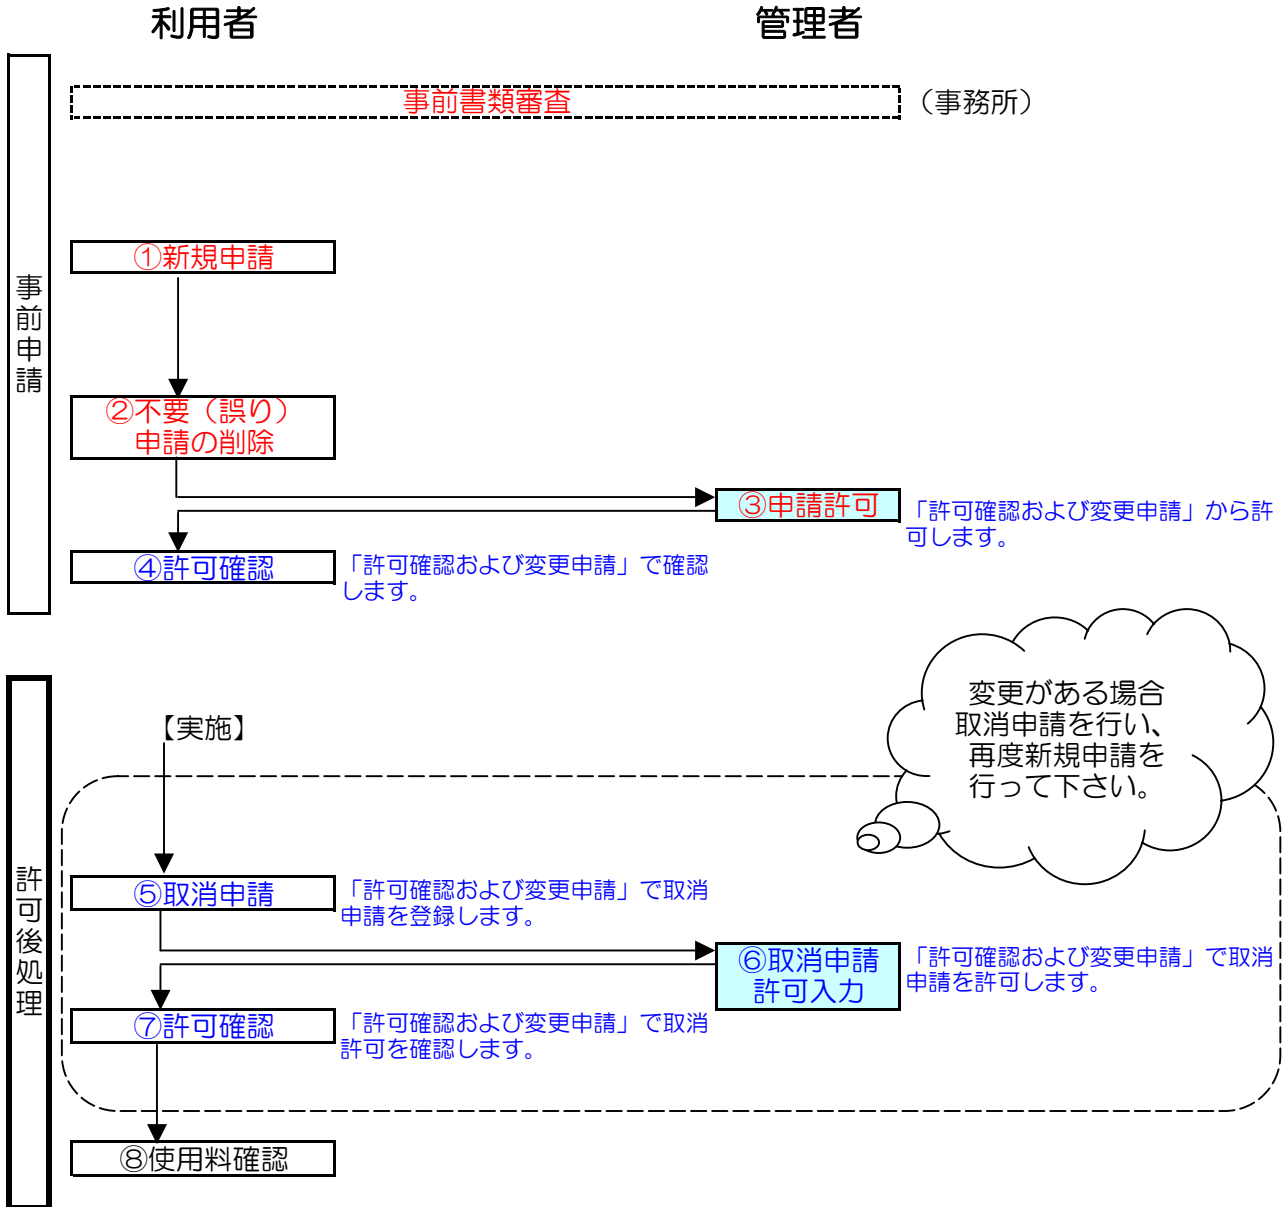 利用者
管理者
事前書類審査
（事務所）
事前申請
①新規申請
②不要（誤り）
申請の削除
③申請許可
「許可確認および変更申請」から許
可します。
④許可確認
「許可確認および変更申請」で確認
します。
変更がある場合
取消申請を行い、
再度新規申請を
行って下さい。
許可後処理
【実施】
⑤取消申請
「許可確認および変更申請」で取消
申請を登録します。
⑥取消申請
許可入力
「許可確認および変更申請」で取消
申請を許可します。
⑦許可確認
「許可確認および変更申請」で取消
許可を確認します。
⑧使用料確認